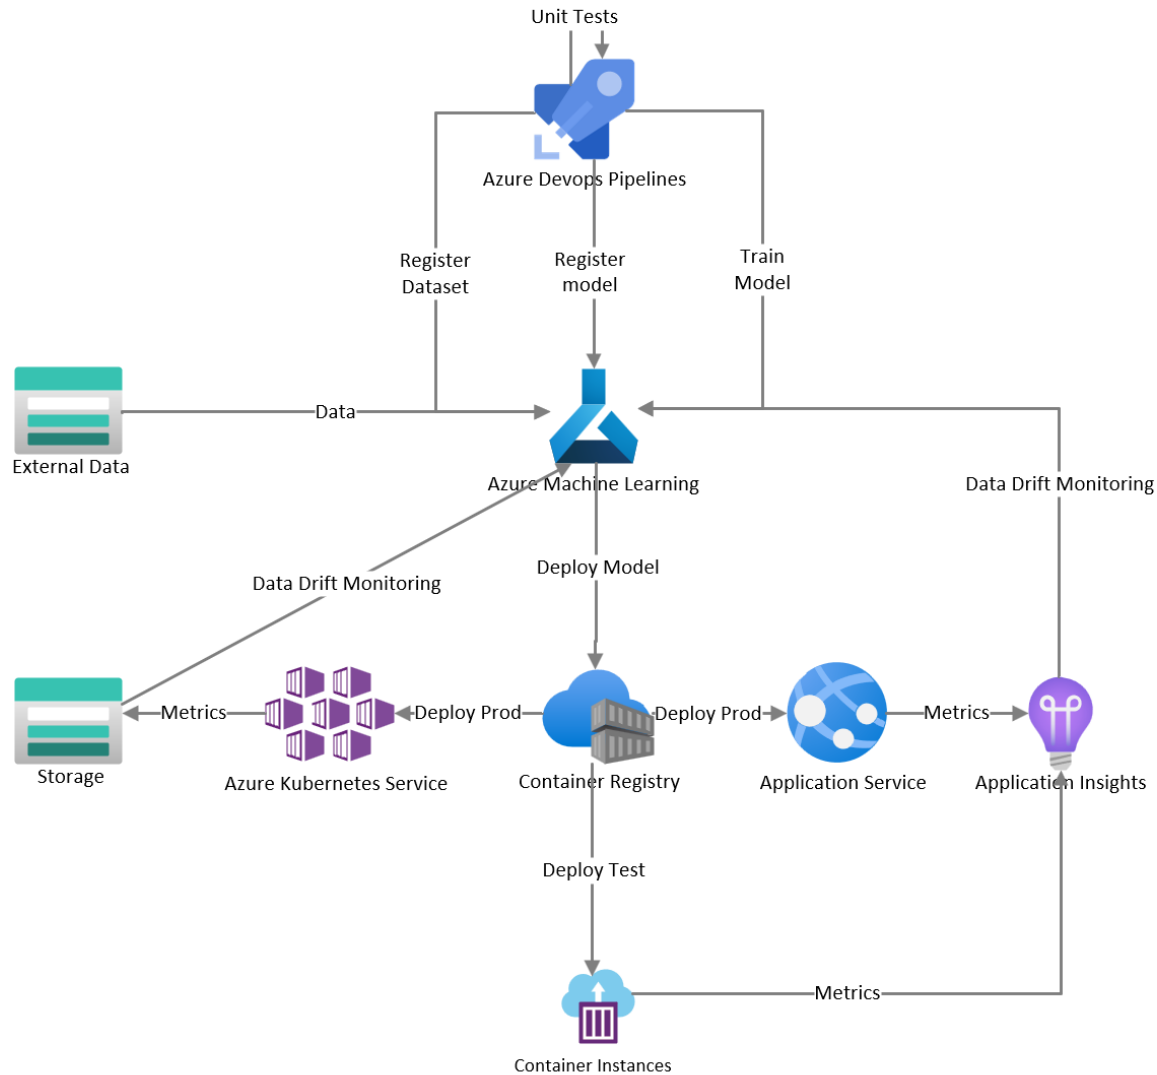 Unit Tests
Azure Devops Pipelines
Register
Dataset
Register
model
Train
Model
Data
External Data
Azure Machine Learning
Data Drift Monitoring
Deploy Model
Data Drift Monitoring
Metrics
Deploy Prod
Deploy Prod
Metrics
Storage
Azure Kubernetes Service
Container Registry
Application Service
Application Insights
Deploy Test
Metrics
Container Instances